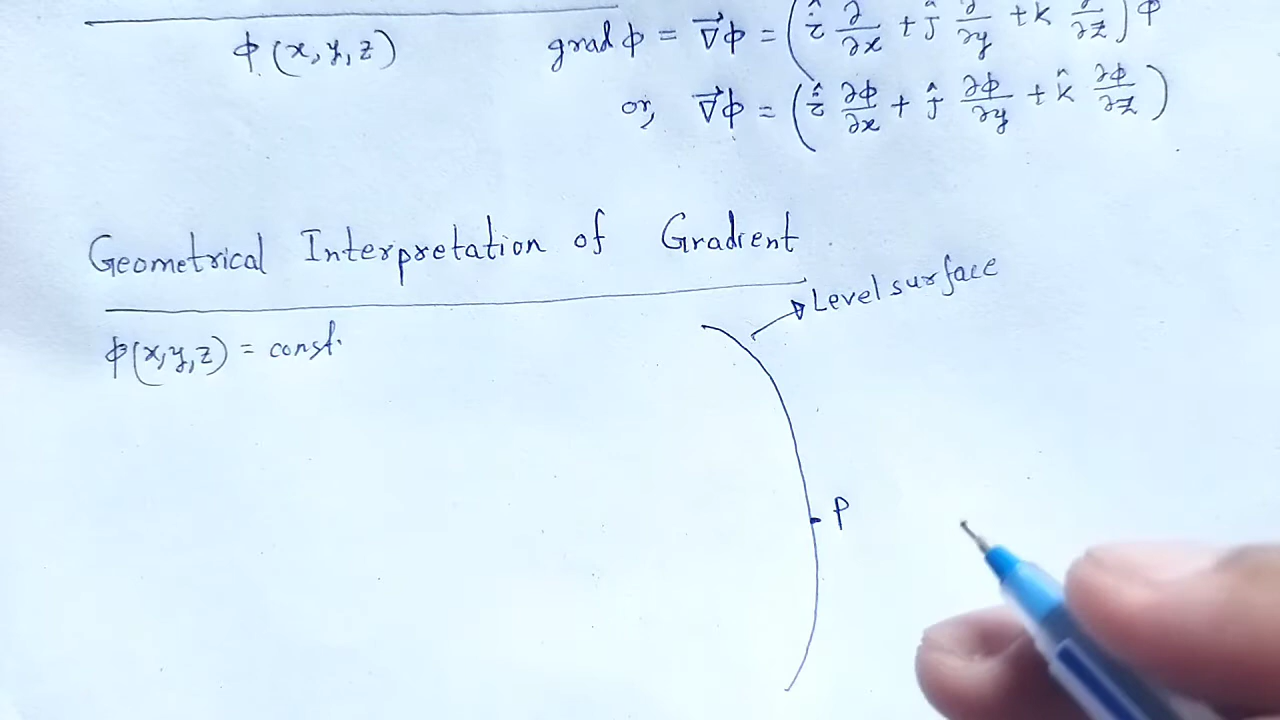 ϕ(x,y,z) grad ϕ = ∇⃗ϕ = (î ∂/∂x + ĵ ∂/∂y + k ∂/∂z) ϕ
or, ∇⃗ϕ = (î ∂ϕ/∂x + ĵ ∂ϕ/∂y + k̂ ∂ϕ/∂z)
Geometrical Interpretation of Gradient
Level surface
ϕ(x,y,z) = const.
P